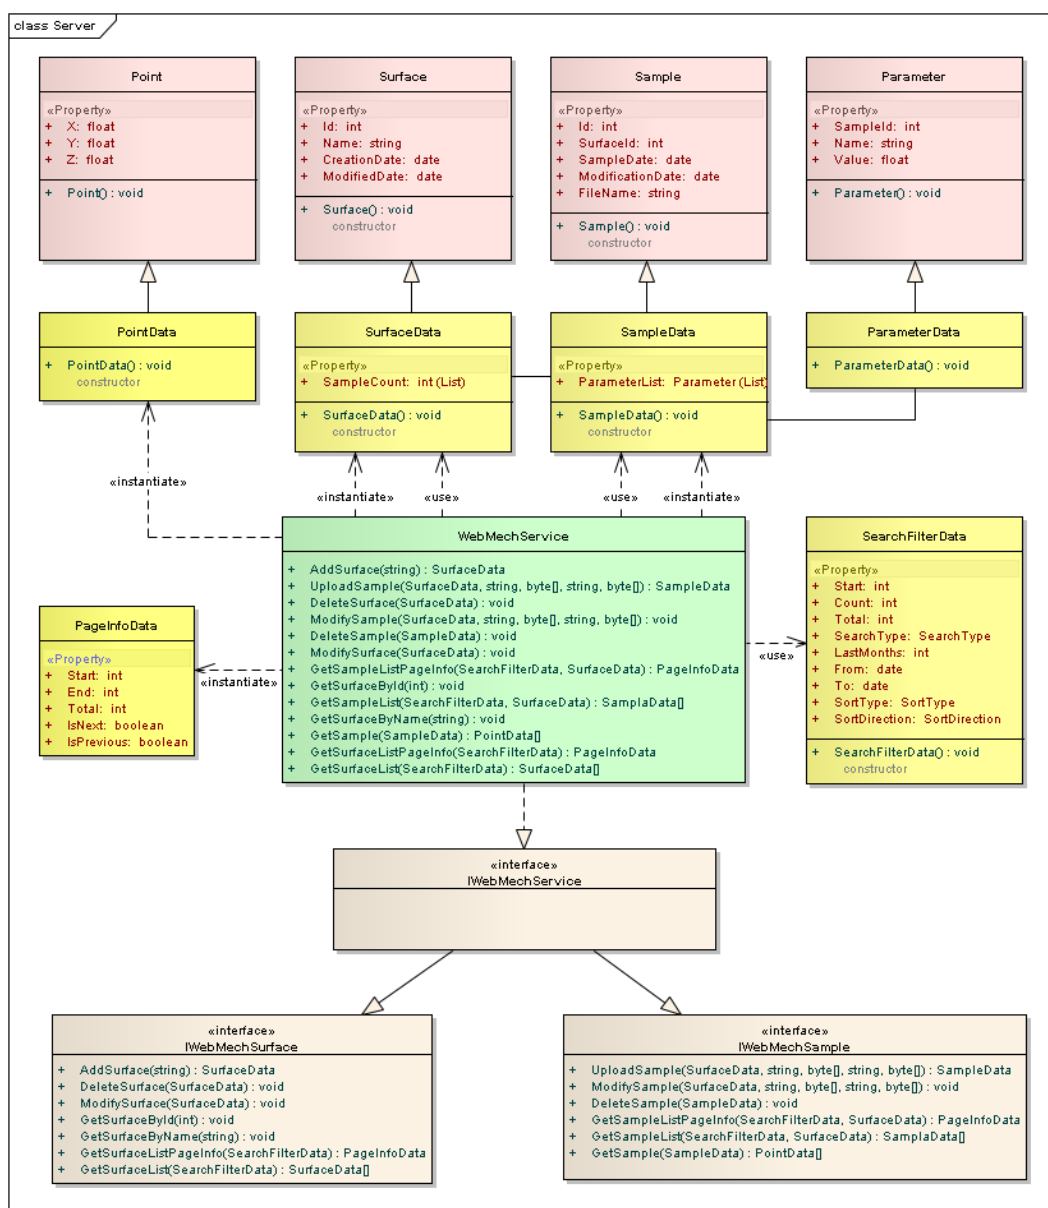 class Server
Point
«Property»
+ X: float
+ Y: float
+ Z: float
+ Point() : void
Surface
«Property»
+ Id: int
+ Name: string
+ CreationDate: date
+ ModifiedDate: date
+ Surface() : void
constructor
Sample
«Property»
+ Id: int
+ SurfaceId: int
+ SampleDate: date
+ ModificationDate: date
+ FileName: string
+ Sample() : void
constructor
Parameter
«Property»
+ SampleId: int
+ Name: string
+ Value: float
+ Parameter() : void
PointData
+ PointData() : void
constructor
SurfaceData
«Property»
+ SampleCount: int (List)
+ SurfaceData() : void
constructor
SampleData
«Property»
+ ParameterList: Parameter (List)
+ SampleData() : void
constructor
ParameterData
+ ParameterData() : void
«instantiate»
«instantiate»
«use»
«use»
«instantiate»
WebMechService
+ AddSurface(string) : SurfaceData
+ UploadSample(SurfaceData, string, byte[], string, byte[]) : SampleData
+ DeleteSurface(SurfaceData) : void
+ ModifySample(SurfaceData, string, byte[], string, byte[]) : void
+ DeleteSample(SampleData) : void
+ ModifySurface(SurfaceData) : void
+ GetSampleListPageInfo(SearchFilterData, SurfaceData) : PageInfoData
+ GetSurfaceById(int) : void
+ GetSampleList(SearchFilterData, SurfaceData) : SamplaData[]
+ GetSurfaceByName(string) : void
+ GetSample(SampleData) : PointData[]
+ GetSurfaceListPageInfo(SearchFilterData) : PageInfoData
+ GetSurfaceList(SearchFilterData) : SurfaceData[]
SearchFilterData
«Property»
+ Start: int
+ Count: int
+ Total: int
+ SearchType: SearchType
+ LastMonths: int
+ From: date
+ To: date
+ SortType: SortType
+ SortDirection: SortDirection
+ SearchFilterData() : void
constructor
PageInfoData
«Property»
+ Start: int
+ End: int
+ Total: int
+ IsNext: boolean
+ IsPrevious: boolean
«instantiate»
«use»
«interface»
IWebMechService
«interface»
IWebMechSurface
+ AddSurface(string) : SurfaceData
+ DeleteSurface(SurfaceData) : void
+ ModifySurface(SurfaceData) : void
+ GetSurfaceById(int) : void
+ GetSurfaceByName(string) : void
+ GetSurfaceListPageInfo(SearchFilterData) : PageInfoData
+ GetSurfaceList(SearchFilterData) : SurfaceData[]
«interface»
IWebMechSample
+ UploadSample(SurfaceData, string, byte[], string, byte[]) : SampleData
+ ModifySample(SurfaceData, string, byte[], string, byte[]) : void
+ DeleteSample(SampleData) : void
+ GetSampleListPageInfo(SearchFilterData, SurfaceData) : PageInfoData
+ GetSampleList(SearchFilterData, SurfaceData) : SamplaData[]
+ GetSample(SampleData) : PointData[]